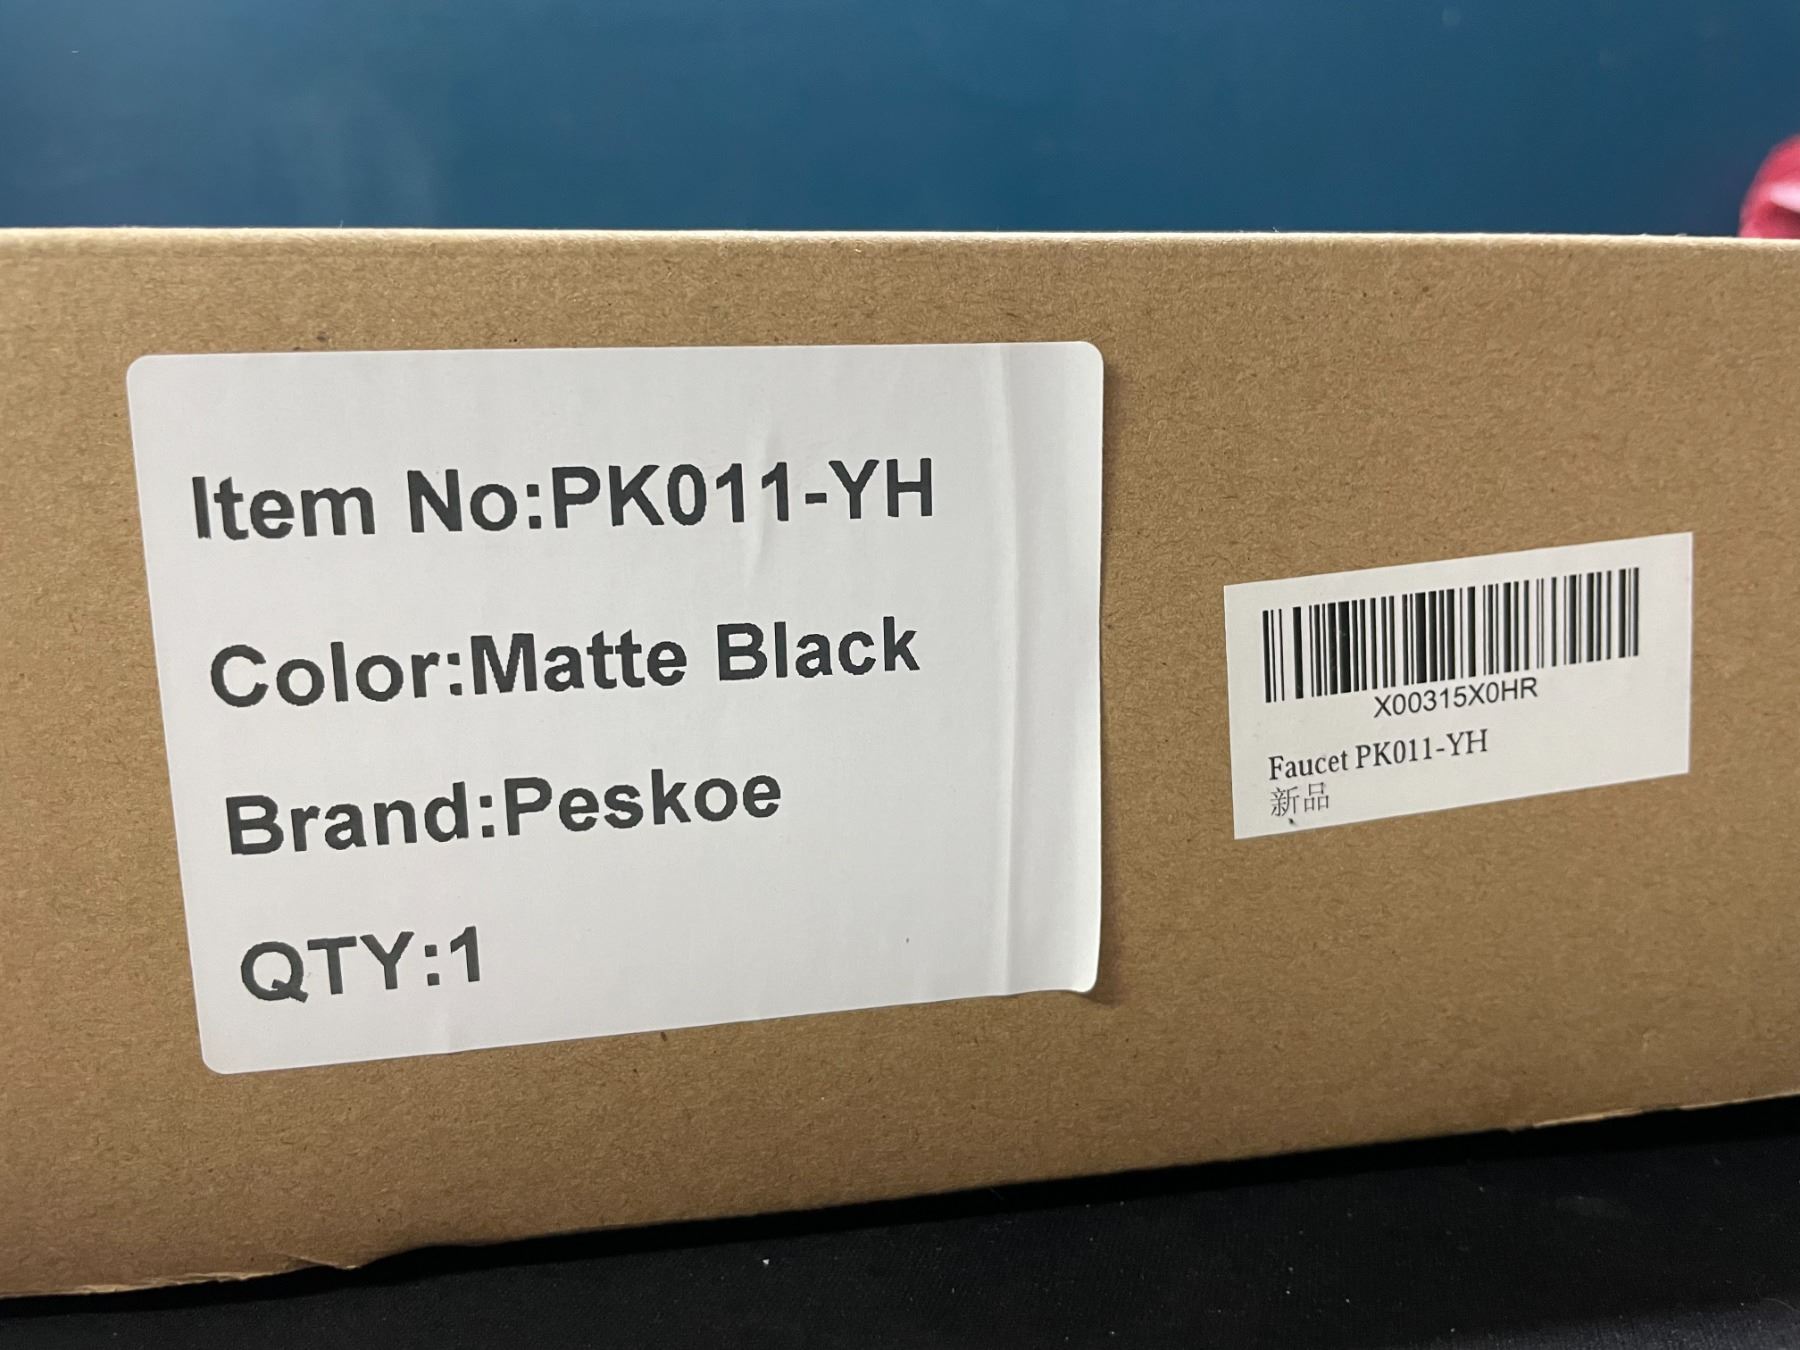 Item No:PK011-YH
Color:Matte Black
Brand:Peskoe
QTY:1
X00315X0HR
Faucet PK011-YH
新品